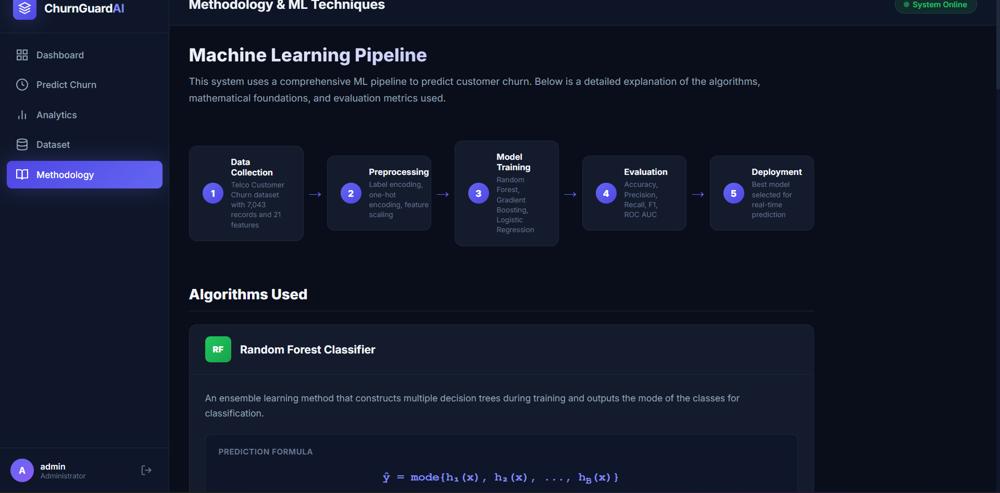 ChurnGuardAI
Methodology & ML Techniques
System Online
Dashboard
Predict Churn
Analytics
Dataset
Methodology
admin
A
Administrator
Machine Learning Pipeline
This system uses a comprehensive ML pipeline to predict customer churn. Below is a detailed explanation of the algorithms,
mathematical foundations, and evaluation metrics used.
1
Data
Collection
Telco Customer
Churn dataset
with 7,043
records and 21
features
→
2
Preprocessing
Label encoding,
one-hot
encoding, feature
scaling
→
3
Model
Training
Random
Forest,
Gradient
Boosting,
Logistic
Regression
→
4
Evaluation
Accuracy,
Precision,
Recall, F1,
ROC AUC
→
5
Deployment
Best model
selected for
real-time
prediction
Algorithms Used
RF
Random Forest Classifier
An ensemble learning method that constructs multiple decision trees during training and outputs the mode of the classes for
classification.
PREDICTION FORMULA
ŷ = mode{h₁(x), h₂(x), ..., h_B(x)}